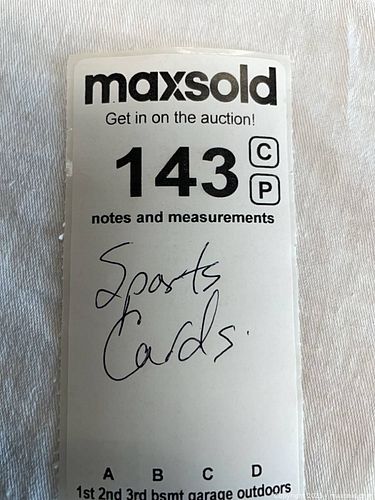 maxsold
Get in on the auction!
143 C
P
notes and measurements
Sports
Cards.
A B C D
1st 2nd 3rd bsmt garage outdoors